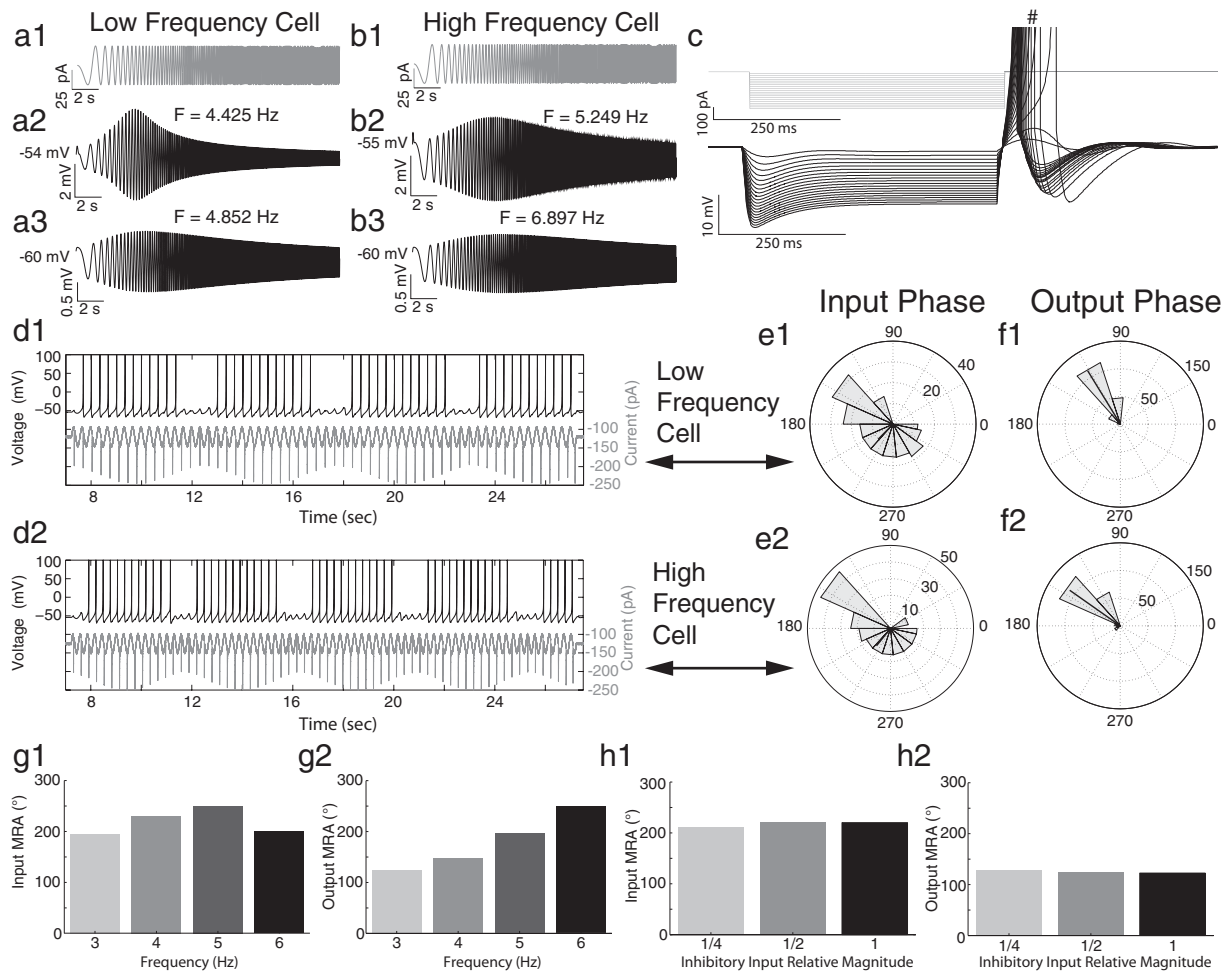 Low Frequency Cell
High Frequency Cell
a1
25 pA
2 s
b1
25 pA
2 s
c
#
100 pA
250 ms
10 mV
250 ms
a2
F = 4.425 Hz
-54 mV
2 mV
2 s
b2
F = 5.249 Hz
-55 mV
2 mV
2 s
a3
F = 4.852 Hz
-60 mV
0.5 mV
2 s
b3
F = 6.897 Hz
-60 mV
0.5 mV
2 s
d1
Voltage (mV)
100
50
0
−50
Current (pA)
-100
-150
-200
-250
8 12 16 20 24
Time (sec)
Low
Frequency
Cell
Input Phase
Output Phase
e1
90
40
20
180
0
270
f1
90
150
50
180
0
270
d2
Voltage (mV)
100
50
0
−50
Current (pA)
-100
-150
-200
-250
8 12 16 20 24
Time (sec)
High
Frequency
Cell
e2
90
50
30
10
180
0
270
f2
90
150
50
180
0
270
g1
Input MRA (°)
300
200
100
0
3 4 5 6
Frequency (Hz)
g2
Output MRA (°)
300
200
100
0
3 4 5 6
Frequency (Hz)
h1
Input MRA (°)
300
200
100
0
1/4 1/2 1
Inhibitory Input Relative Magnitude
h2
Output MRA (°)
300
200
100
0
1/4 1/2 1
Inhibitory Input Relative Magnitude